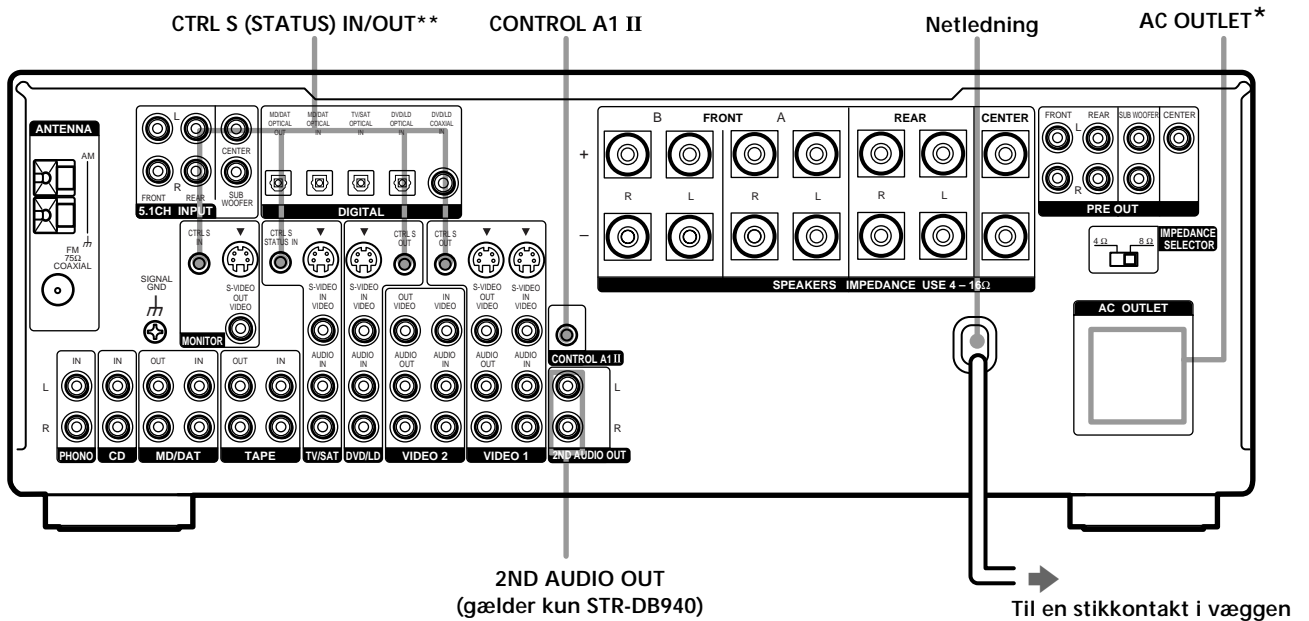 CTRL S (STATUS) IN/OUT** CONTROL A1 II Netledning AC OUTLET*
ANTENNA
AM
FM
75Ω
COAXIAL
L
R
FRONT REAR
CENTER
SUB
WOOFER
5.1CH INPUT
MD/DAT
OPTICAL
OUT
MD/DAT
OPTICAL
IN
TV/SAT
OPTICAL
IN
DVD/LD
OPTICAL
IN
DVD/LD
COAXIAL
IN
DIGITAL
B FRONT A REAR CENTER
+
R L R L R L
–
SPEAKERS IMPEDANCE USE 4 – 16Ω
FRONT REAR SUB WOOFER CENTER
L
R
PRE OUT
4 Ω 8 Ω
IMPEDANCE
SELECTOR
AC OUTLET
SIGNAL
GND
CTRL S
IN
S-VIDEO
OUT
VIDEO
MONITOR
CTRL S
STATUS IN
S-VIDEO
IN
VIDEO
AUDIO
IN
S-VIDEO
IN
VIDEO
AUDIO
IN
CTRL S
OUT
OUT
VIDEO
AUDIO
OUT
CTRL S
OUT
IN
VIDEO
AUDIO
IN
S-VIDEO
OUT
VIDEO
AUDIO
OUT
S-VIDEO
IN
VIDEO
AUDIO
IN
CONTROL A1 II
IN IN OUT IN OUT IN
L L
R R
PHONO CD MD/DAT TAPE TV/SAT DVD/LD VIDEO 2 VIDEO 1 2ND AUDIO OUT
2ND AUDIO OUT
(gælder kun STR-DB940)
Til en stikkontakt i væggen